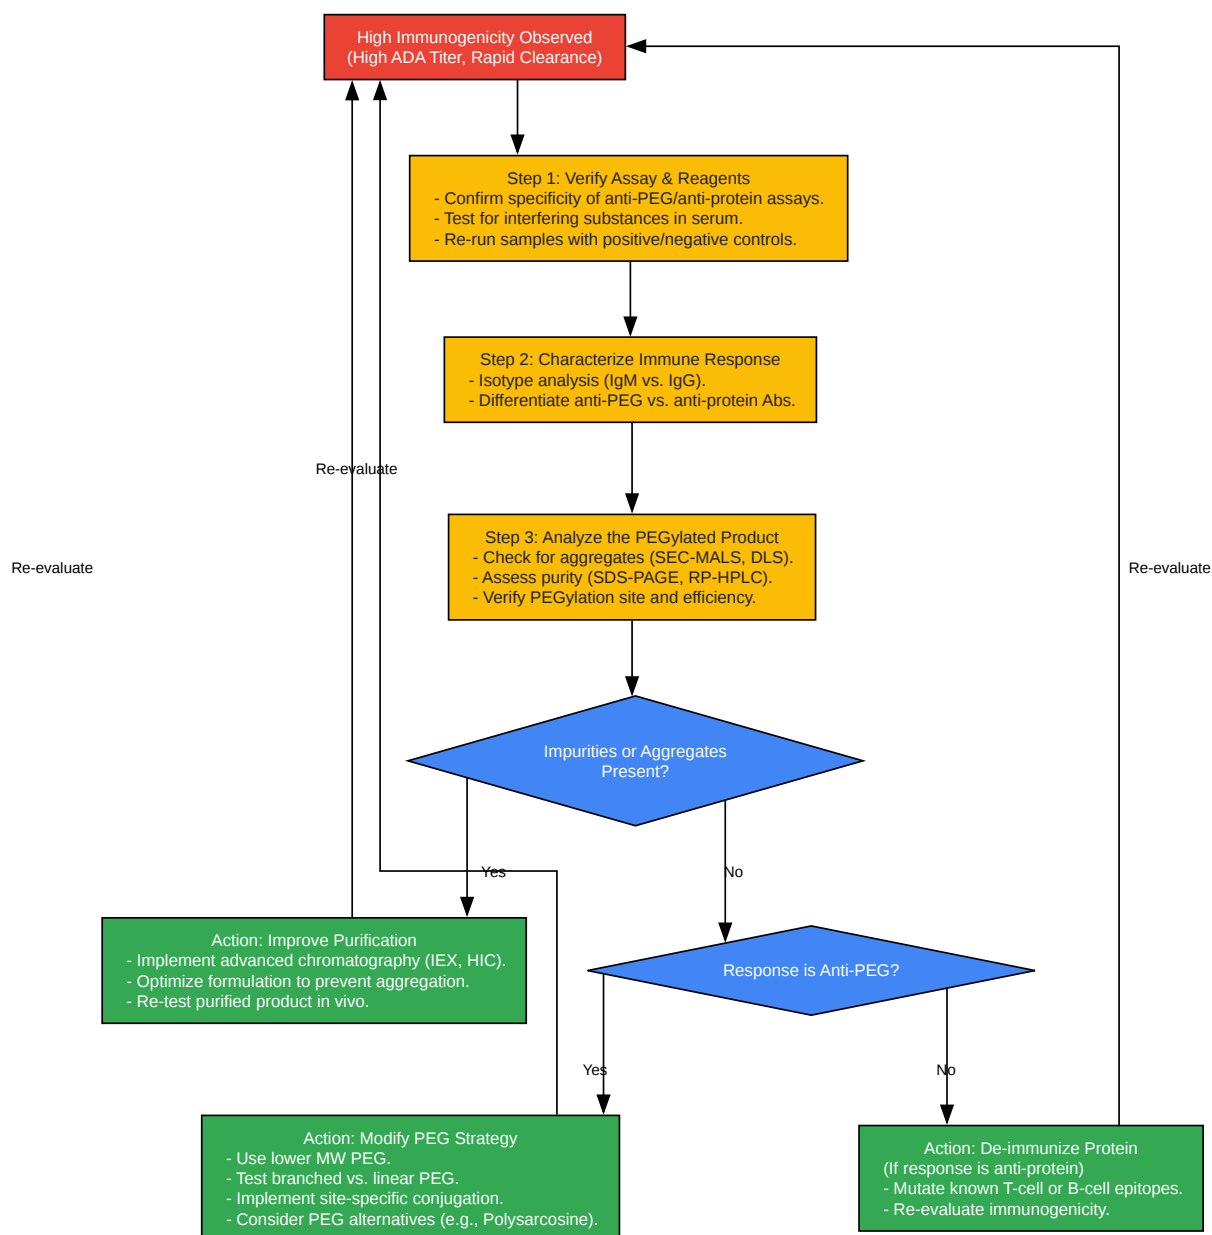 High Immunogenicity Observed
(High ADA Titer, Rapid Clearance)
Step 1: Verify Assay & Reagents
- Confirm specificity of anti-PEG/anti-protein assays.
- Test for interfering substances in serum.
- Re-run samples with positive/negative controls.
Step 2: Characterize Immune Response
- Isotype analysis (IgM vs. IgG).
- Differentiate anti-PEG vs. anti-protein Abs.
Re-evaluate
Step 3: Analyze the PEGylated Product
- Check for aggregates (SEC-MALS, DLS).
- Assess purity (SDS-PAGE, RP-HPLC).
- Verify PEGylation site and efficiency.
Re-evaluate
Re-evaluate
Impurities or Aggregates
Present?
Yes
No
Action: Improve Purification
- Implement advanced chromatography (IEX, HIC).
- Optimize formulation to prevent aggregation.
- Re-test purified product in vivo.
Response is Anti-PEG?
Yes
No
Action: Modify PEG Strategy
- Use lower MW PEG.
- Test branched vs. linear PEG.
- Implement site-specific conjugation.
- Consider PEG alternatives (e.g., Polysarcosine).
Action: De-immunize Protein
(If response is anti-protein)
- Mutate known T-cell or B-cell epitopes.
- Re-evaluate immunogenicity.